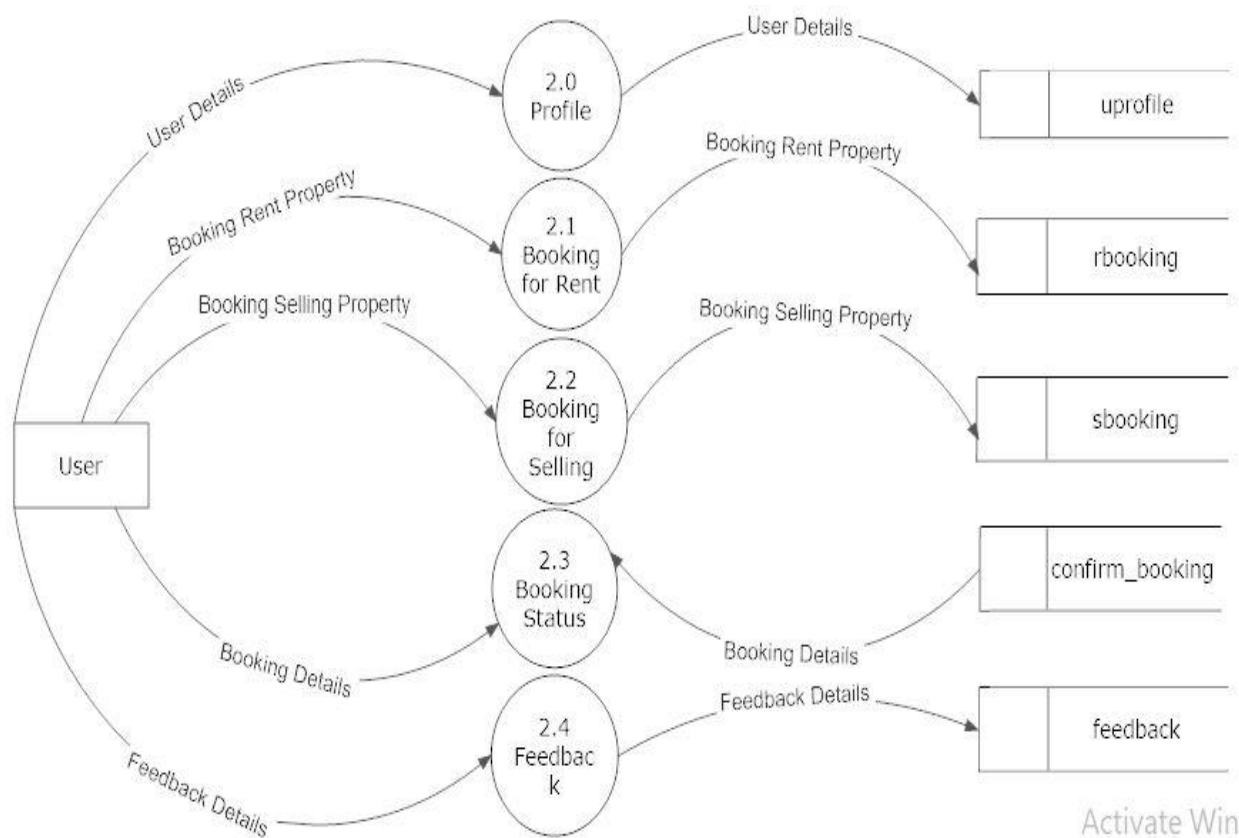 User Details
User Details
2.0
Profile
uprofile
Booking Rent Property
Booking Rent Property
2.1
Booking
for Rent
rbooking
Booking Selling Property
Booking Selling Property
2.2
Booking
for
Selling
sbooking
User
2.3
Booking
Status
confirm_booking
Booking Details
Booking Details
2.4
Feedbac
k
Feedback Details
feedback
Feedback Details
Activate Win